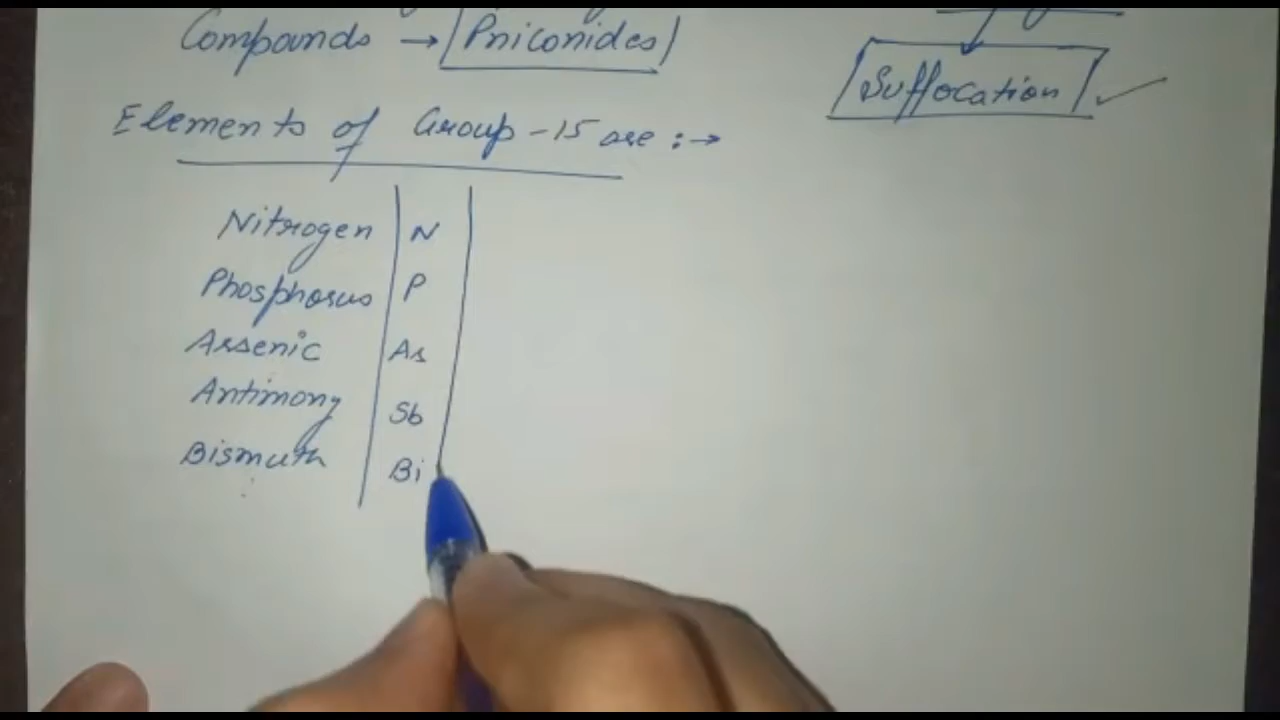 Compounds → Pniconides
Suffocation ✓
Elements of Group-15 are :→
Nitrogen N
Phosphorus P
Arsenic As
Antimony Sb
Bismuth Bi